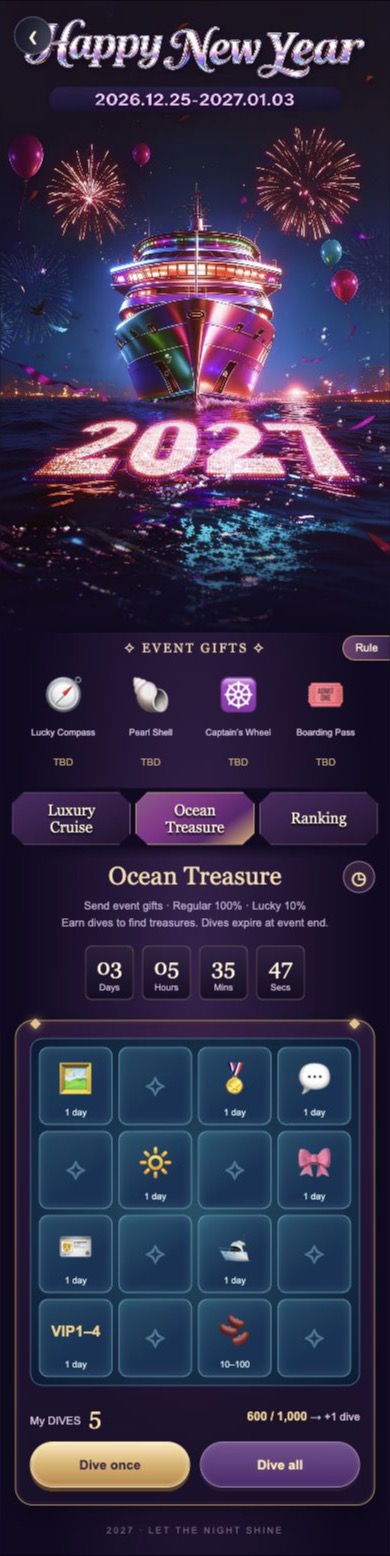 Happy New Year
2026.12.25-2027.01.03
2027
✧ EVENT GIFTS ✧
Rule
ADMIT ONE
Lucky Compass Pearl Shell Captain's Wheel Boarding Pass
TBD TBD TBD TBD
Luxury Cruise
Ocean Treasure
Ranking
Ocean Treasure
Send event gifts · Regular 100% · Lucky 10%
Earn dives to find treasures. Dives expire at event end.
03 05 35 47
Days Hours Mins Secs
1 day 1 day 1 day
1 day 1 day
1 day 1 day
VIP1–4
1 day 10–100
My DIVES 5 600 / 1,000 → +1 dive
Dive once Dive all
2027 · LET THE NIGHT SHINE